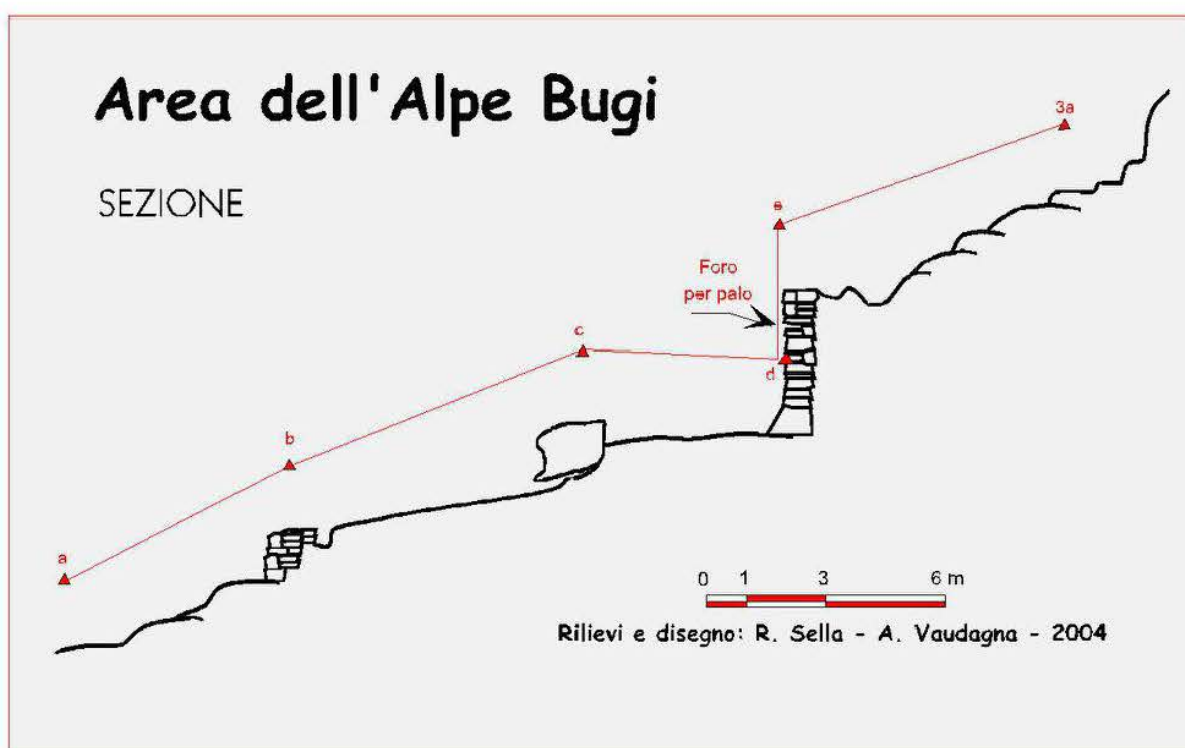 Area dell'Alpe Bugi
SEZIONE
3a
e
Foro
per palo
c
d
b
a
0 1 3 6 m
Rilievi e disegno: R. Sella - A. Vaudagna - 2004